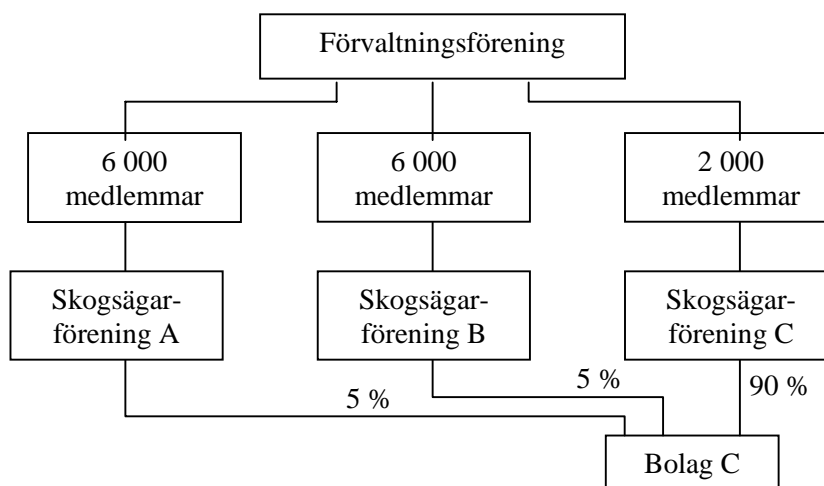 Förvaltningsförening
6 000
medlemmar
6 000
medlemmar
2 000
medlemmar
Skogsägar-
förening A
Skogsägar-
förening B
Skogsägar-
förening C
5 %
5 %
90 %
Bolag C